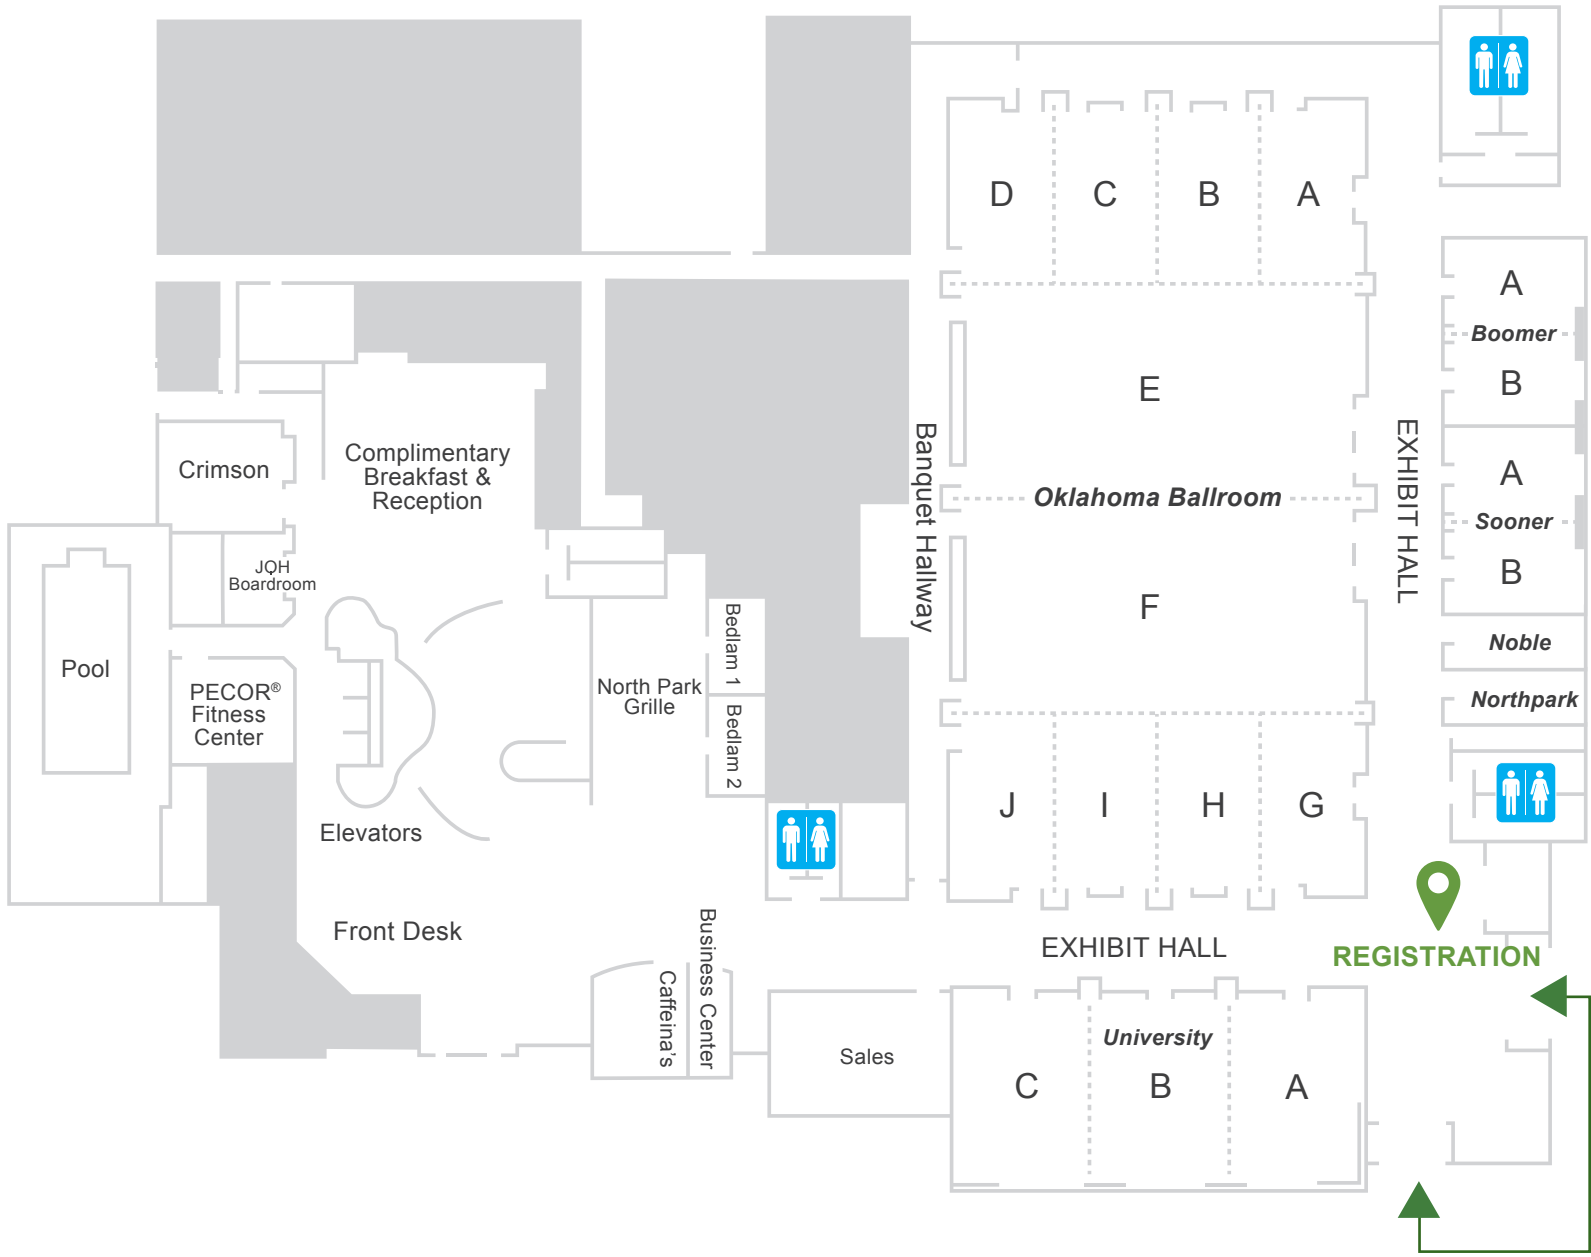 D
C
B
A
A
Boomer
B
E
Complimentary
Breakfast &
Reception
Crimson
Banquet Hallway
EXHIBIT HALL
A
Oklahoma Ballroom
Sooner
B
JQH
Boardroom
F
Bedlam 1
Noble
Pool
PECOR®
Fitness
Center
North Park
Grille
Northpark
Bedlam 2
J
I
H
G
Elevators
Front Desk
Business Center
Caffeina's
EXHIBIT HALL
REGISTRATION
Sales
University
C
B
A